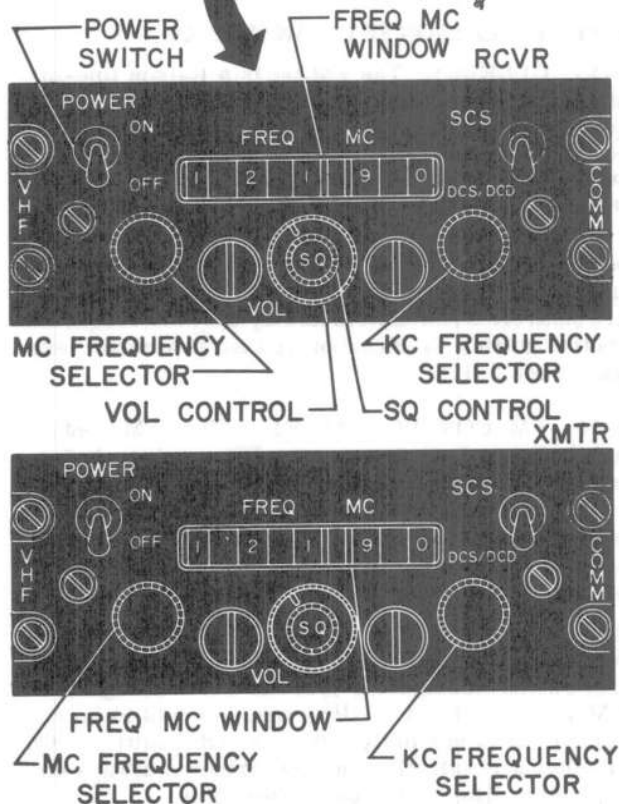 POWER SWITCH
FREQ MC WINDOW
RCVR
POWER
ON
OFF
FREQ MC
1 2 1 9 0
SCS
DCS/DCD
VHF
COMM
SQ
VOL
MC FREQUENCY SELECTOR
KC FREQUENCY SELECTOR
VOL CONTROL
SQ CONTROL
XMTR
POWER
ON
OFF
FREQ MC
1 2 1 9 0
SCS
DCS/DCD
VHF
COMM
SQ
VOL
FREQ MC WINDOW
MC FREQUENCY SELECTOR
KC FREQUENCY SELECTOR